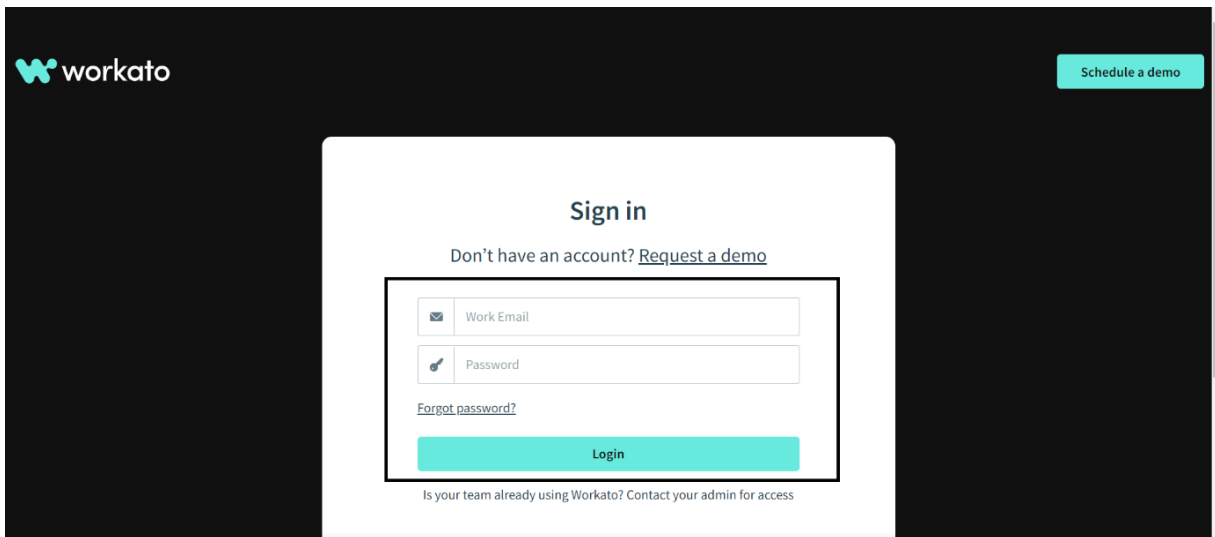 workato
Schedule a demo
Sign in
Don’t have an account? Request a demo
Work Email
Password
Forgot password?
Login
Is your team already using Workato? Contact your admin for access